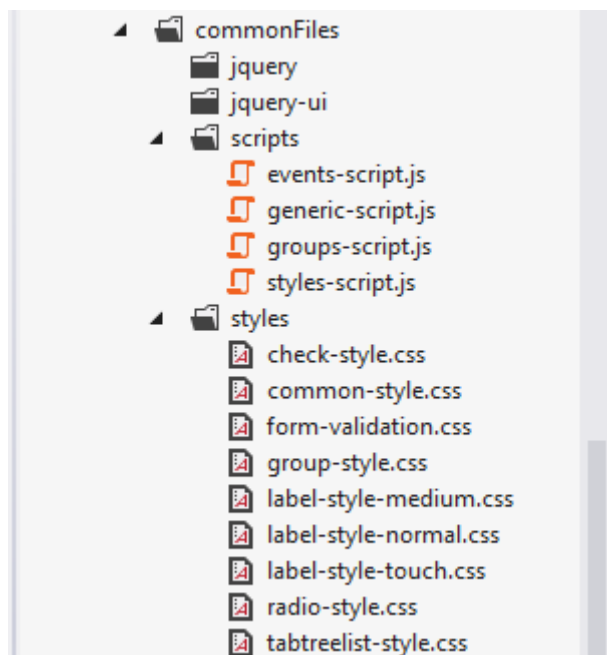 commonFiles
jquery
jquery-ui
scripts
events-script.js
generic-script.js
groups-script.js
styles-script.js
styles
check-style.css
common-style.css
form-validation.css
group-style.css
label-style-medium.css
label-style-normal.css
label-style-touch.css
radio-style.css
tabtreelist-style.css